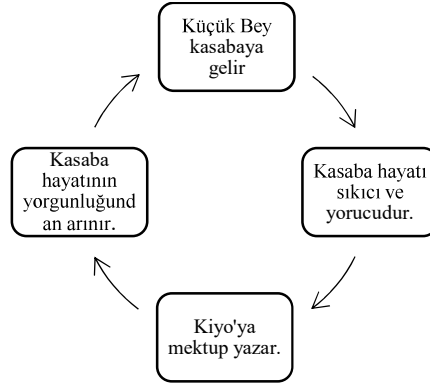 Küçük Bey
kasabaya
gelir
Kasaba hayatı
sıkıcı ve
yorucudur.
Kiyo'ya
mektup yazar.
Kasaba
hayatının
yorgunluğund
an arınır.